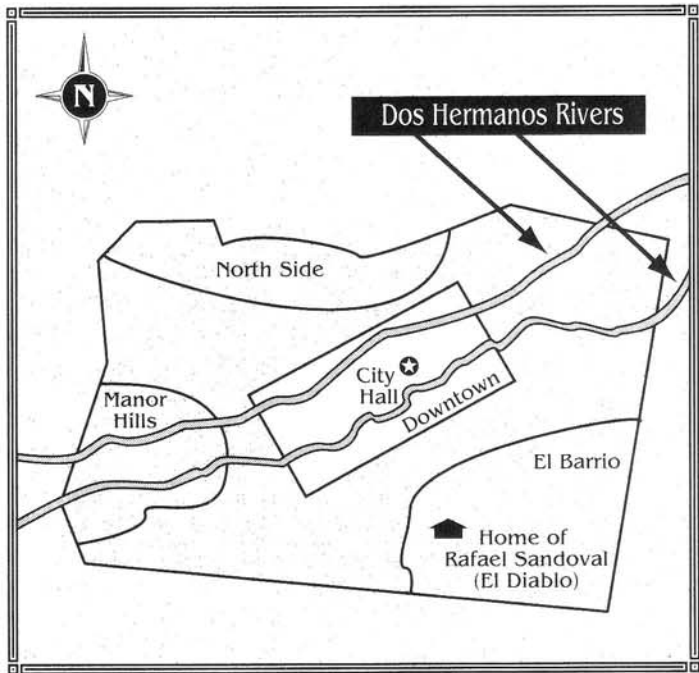 N
Dos Hermanos Rivers
North Side
City
Hall
Downtown
Manor
Hills
El Barrio
Home of
Rafael Sandoval
(El Diablo)